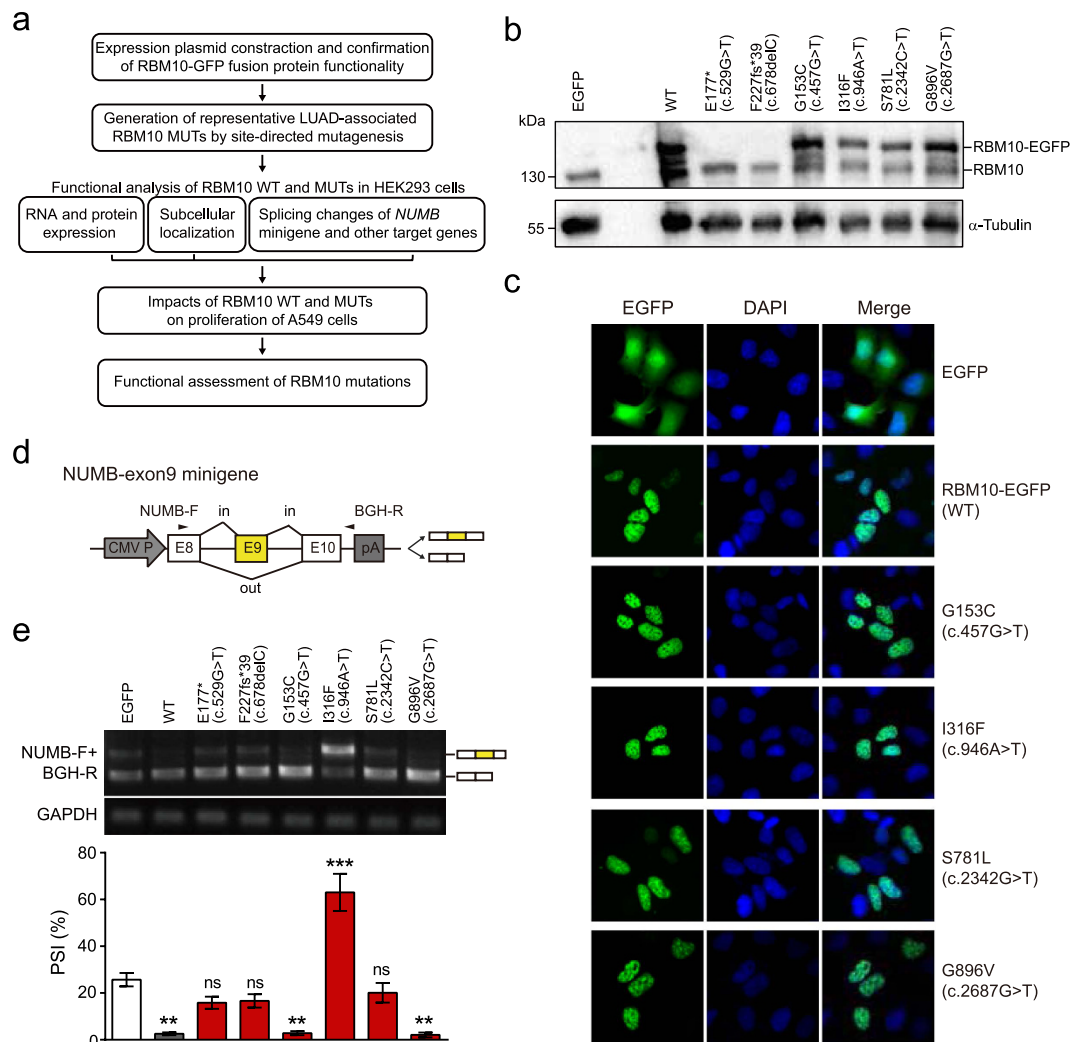 a
Expression plasmid constraction and confirmation
of RBM10-GFP fusion protein functionality
Generation of representative LUAD-associated
RBM10 MUTs by site-directed mutagenesis
Functional analysis of RBM10 WT and MUTs in HEK293 cells
RNA and protein
expression
Subcellular
localization
Splicing changes of NUMB
minigene and other target genes
Impacts of RBM10 WT and MUTs
on proliferation of A549 cells
Functional assessment of RBM10 mutations
b
EGFP
WT
E177*
(c.529G>T)
F227fs*39
(c.678delC)
G153C
(c.457G>T)
I316F
(c.946A>T)
S781L
(c.2342C>T)
G896V
(c.2687G>T)
kDa
130
RBM10-EGFP
RBM10
55
α-Tubulin
c
EGFP DAPI Merge
EGFP
RBM10-EGFP
(WT)
G153C
(c.457G>T)
I316F
(c.946A>T)
S781L
(c.2342G>T)
G896V
(c.2687G>T)
d
NUMB-exon9 minigene
NUMB-F in in BGH-R
CMV P E8 E9 E10 pA
out
e
EGFP
WT
E177*
(c.529G>T)
F227fs*39
(c.678delC)
G153C
(c.457G>T)
I316F
(c.946A>T)
S781L
(c.2342C>T)
G896V
(c.2687G>T)
NUMB-F+
BGH-R
GAPDH
PSI (%)
80
60
40
20
0
** ns ns ** *** ns **